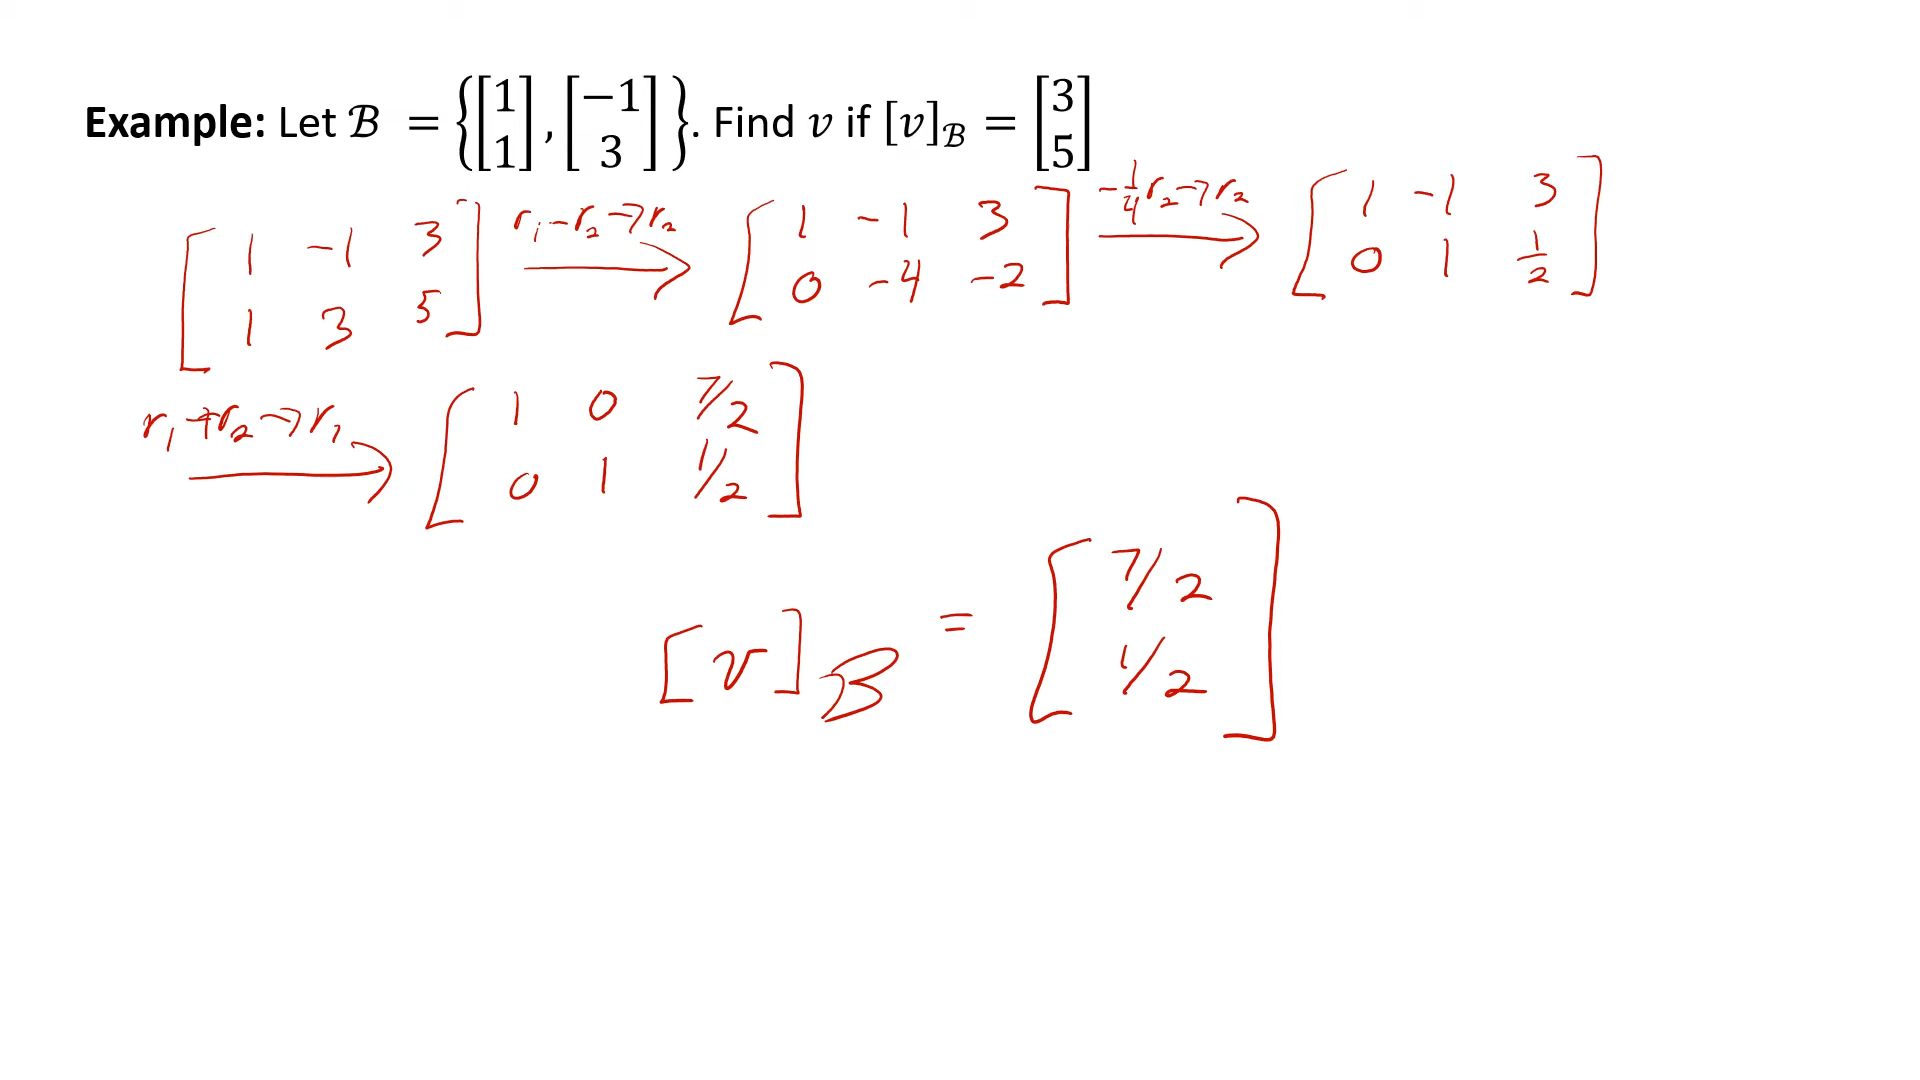 Example: Let ℬ = {[1 1], [−1 3]}. Find v if [v]ℬ = [3 5]
[1 -1 3; 1 3 5] r₁ - r₂ → r₂ [1 -1 3; 0 -4 -2] -1/4 r₂ → r₂ [1 -1 3; 0 1 1/2]
r₁ + r₂ → r₁ [1 0 7/2; 0 1 1/2]
[v]ℬ = [7/2 1/2]